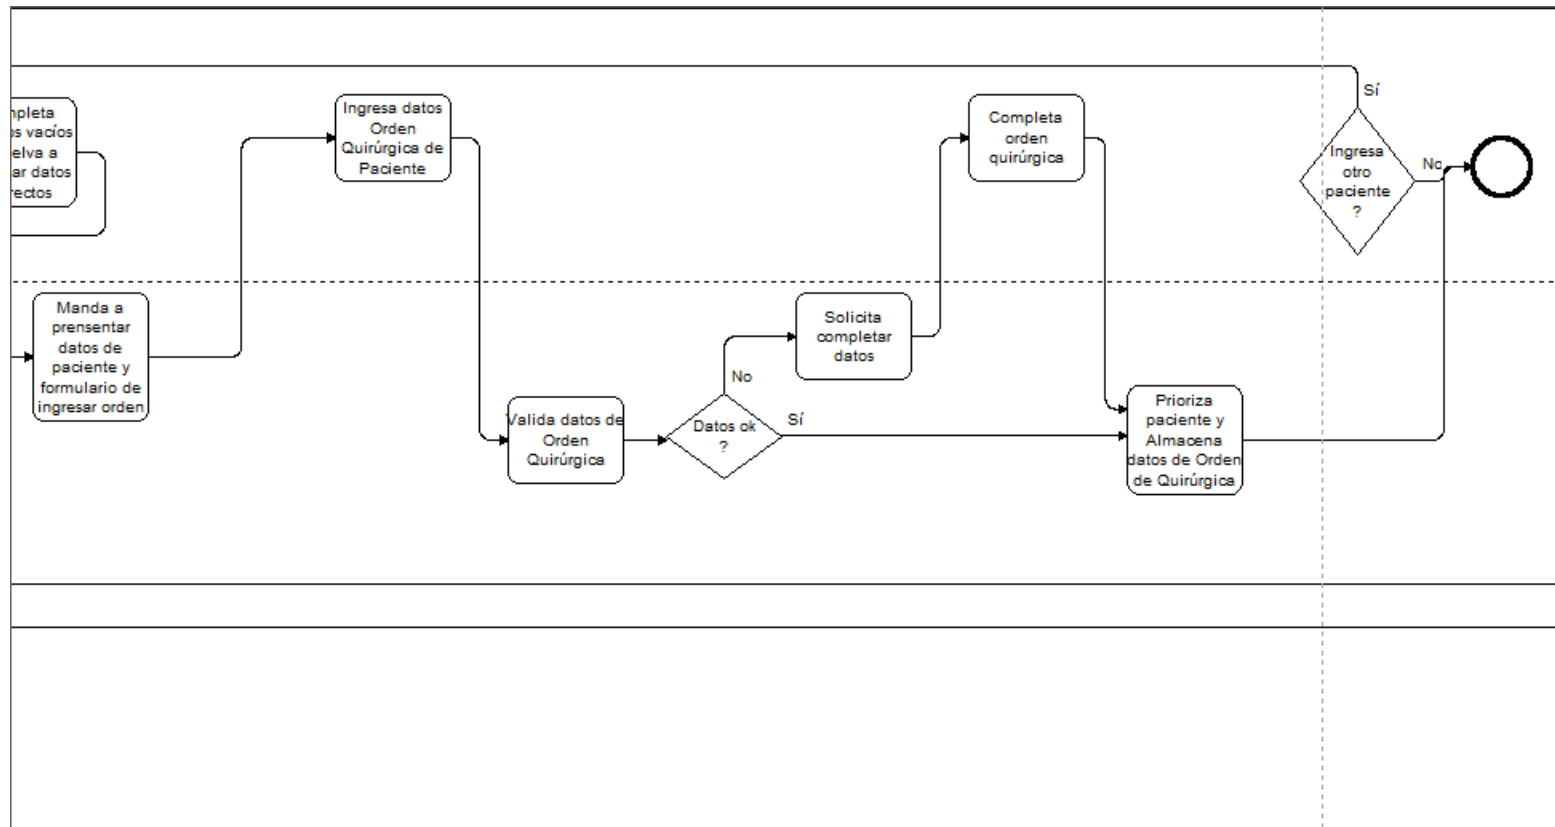 Sí
vacíos
a
datos
Ingresa datos
Orden
Quirúrgica de
Paciente
Completa
orden
quirúrgica
Ingresa
otro
paciente
?
No
Manda a
prensentar
datos de
paciente y
formulario de
ingresar orden
Solicita
completar
datos
No
Valida datos de
Orden
Quirúrgica
Datos ok
?
Sí
Prioriza
paciente y
Almacena
datos de Orden
de Quirúrgica